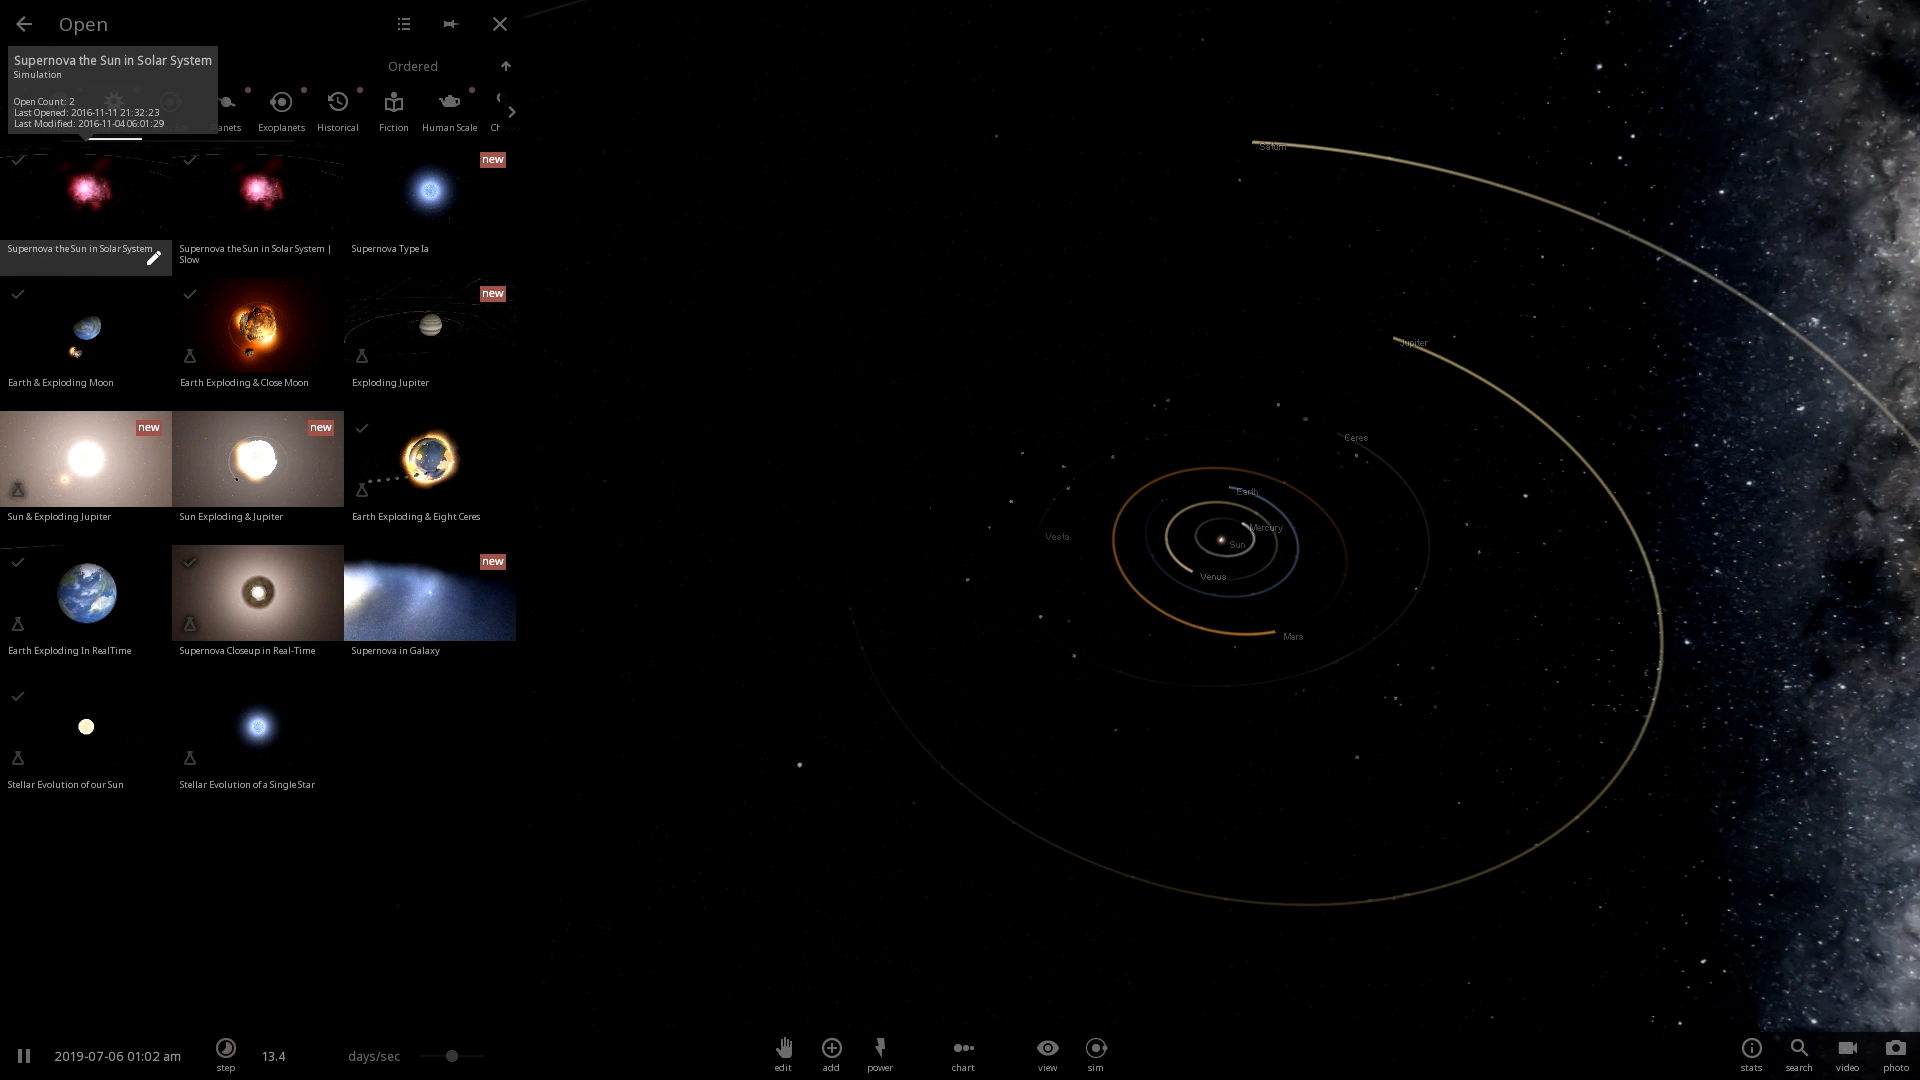 Open
Supernova the Sun in Solar System
Simulation
Open Count: 2
Last Opened: 2016-11-11 21:32:23
Last Modified: 2016-11-04 06:01:29
Ordered
Exoplanets
Historical
Fiction
Human Scale
Supernova the Sun in Solar System
Supernova the Sun in Solar System |
Slow
new
Supernova Type Ia
Earth & Exploding Moon
Earth Exploding & Close Moon
new
Exploding Jupiter
new
Sun & Exploding Jupiter
new
Sun Exploding & Jupiter
Earth Exploding & Eight Ceres
Earth Exploding In RealTime
Supernova Closeup in Real-Time
new
Supernova in Galaxy
Stellar Evolution of our Sun
Stellar Evolution of a Single Star
Saturn
Jupiter
Ceres
Earth
Mercury
Vesta
Sun
Venus
Mars
2019-07-06 01:02 am
step
13.4
days/sec
edit
add
power
chart
view
sim
stats
search
video
photo